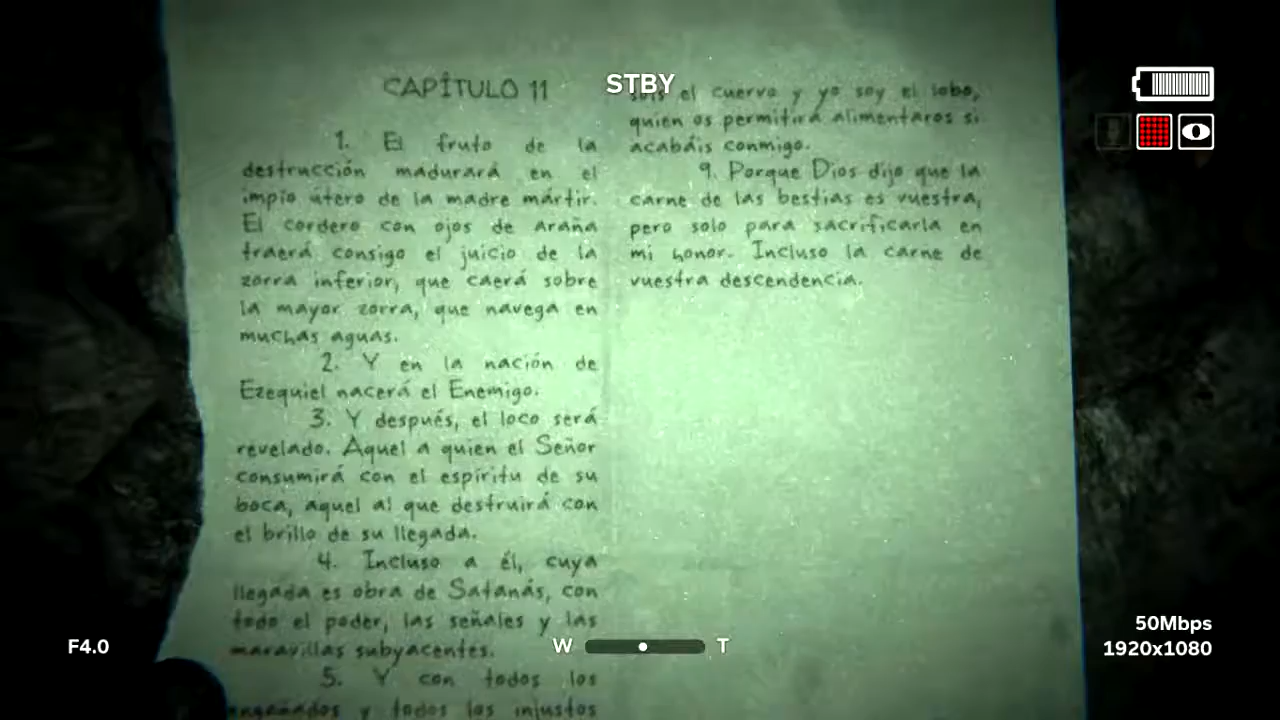 STBY
CAPÍTULO 11
1. El fruto de la
destrucción madurará en el
impío útero de la madre mártir.
El cordero con ojos de araña
traerá consigo el juicio de la
zorra inferior, que caerá sobre
la mayor zorra, que navega en
muchas aguas.
2. Y en la nación de
Ezequiel nacerá el Enemigo.
3. Y después, el loco será
revelado. Aquel a quien el Señor
consumirá con el espíritu de su
boca, aquel al que destruirá con
el brillo de su llegada.
4. Incluso a él, cuya
llegada es obra de Satanás, con
todo el poder, las señales y las
maravillas subyacentes.
5. Y con todos los
engañados y todos los injustos
sois el cuervo y yo soy el lobo,
quien os permitirá alimentaros si
acabáis conmigo.
9. Porque Dios dijo que la
carne de las bestias es vuestra,
pero solo para sacrificarla en
mi honor. Incluso la carne de
vuestra descendencia.
F4.0
W T
50Mbps
1920x1080